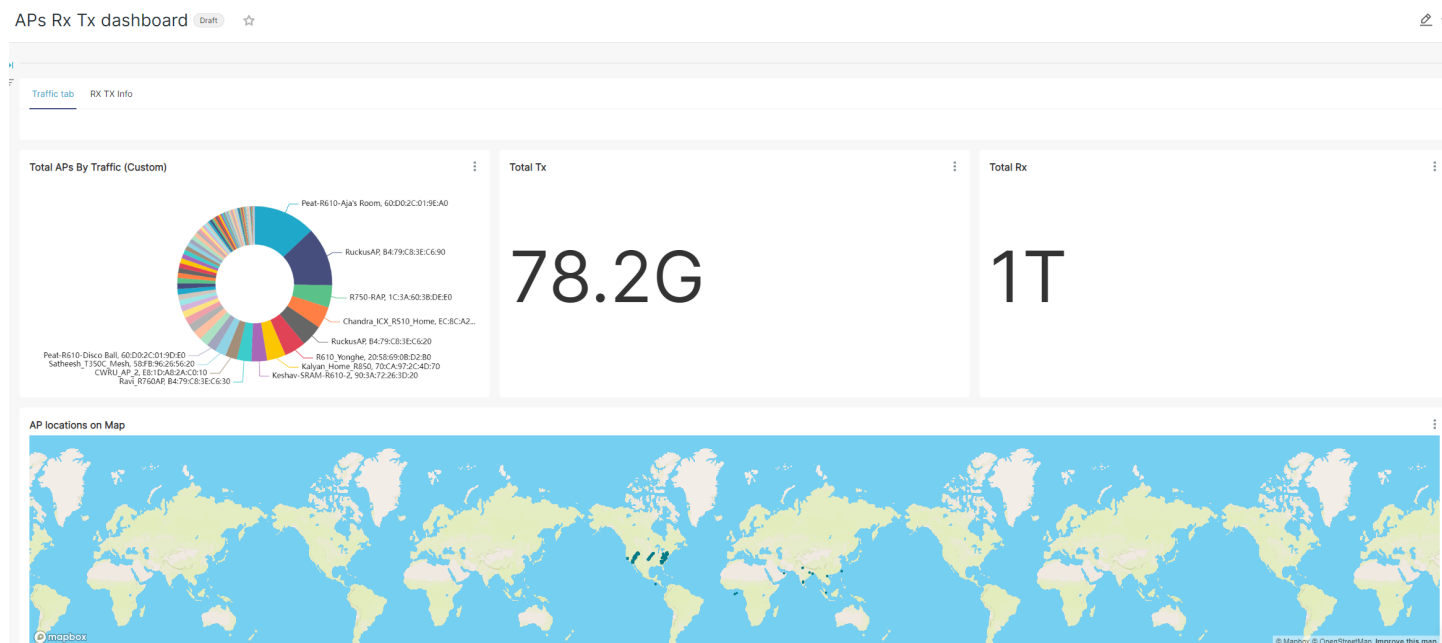 APs Rx Tx dashboard Draft
Traffic tab RX TX Info
Total APs By Traffic (Custom)
Peat-R610-Aja's Room, 60:D0:2C:01:9E:A0
RuckusAP, B4:79:C8:3E:C6:90
R750-RAP, 1C:3A:60:3B:DE:E0
Chandra_ICX_R510_Home, EC:8C:A2...
RuckusAP, B4:79:C8:3E:C6:20
R610_Yonghe, 20:58:69:0B:D2:B0
Kalyan_Home_R850, 70:CA:97:2C:4D:70
Keshav-SRAM-R610-2, 90:3A:72:26:3D:20
Peat-R610-Disco Ball, 60:D0:2C:01:9D:E0
Satheesh_T350C_Mesh, 58:FB:96:26:56:20
CWRU_AP_2, E8:1D:A8:2A:C0:10
Ravi_R760AP, B4:79:C8:3E:C6:30
Total Tx
78.2G
Total Rx
1T
AP locations on Map
mapbox
© Mapbox © OpenStreetMap Improve this map